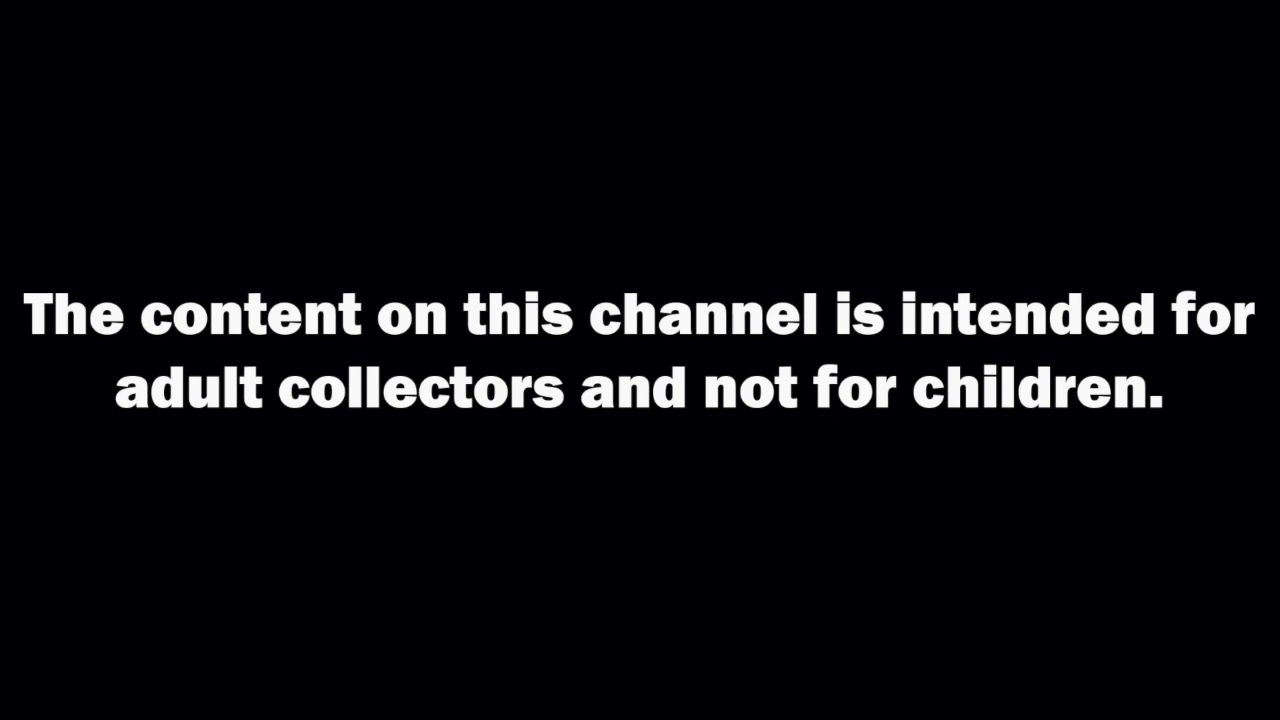 The content on this channel is intended for
adult collectors and not for children.